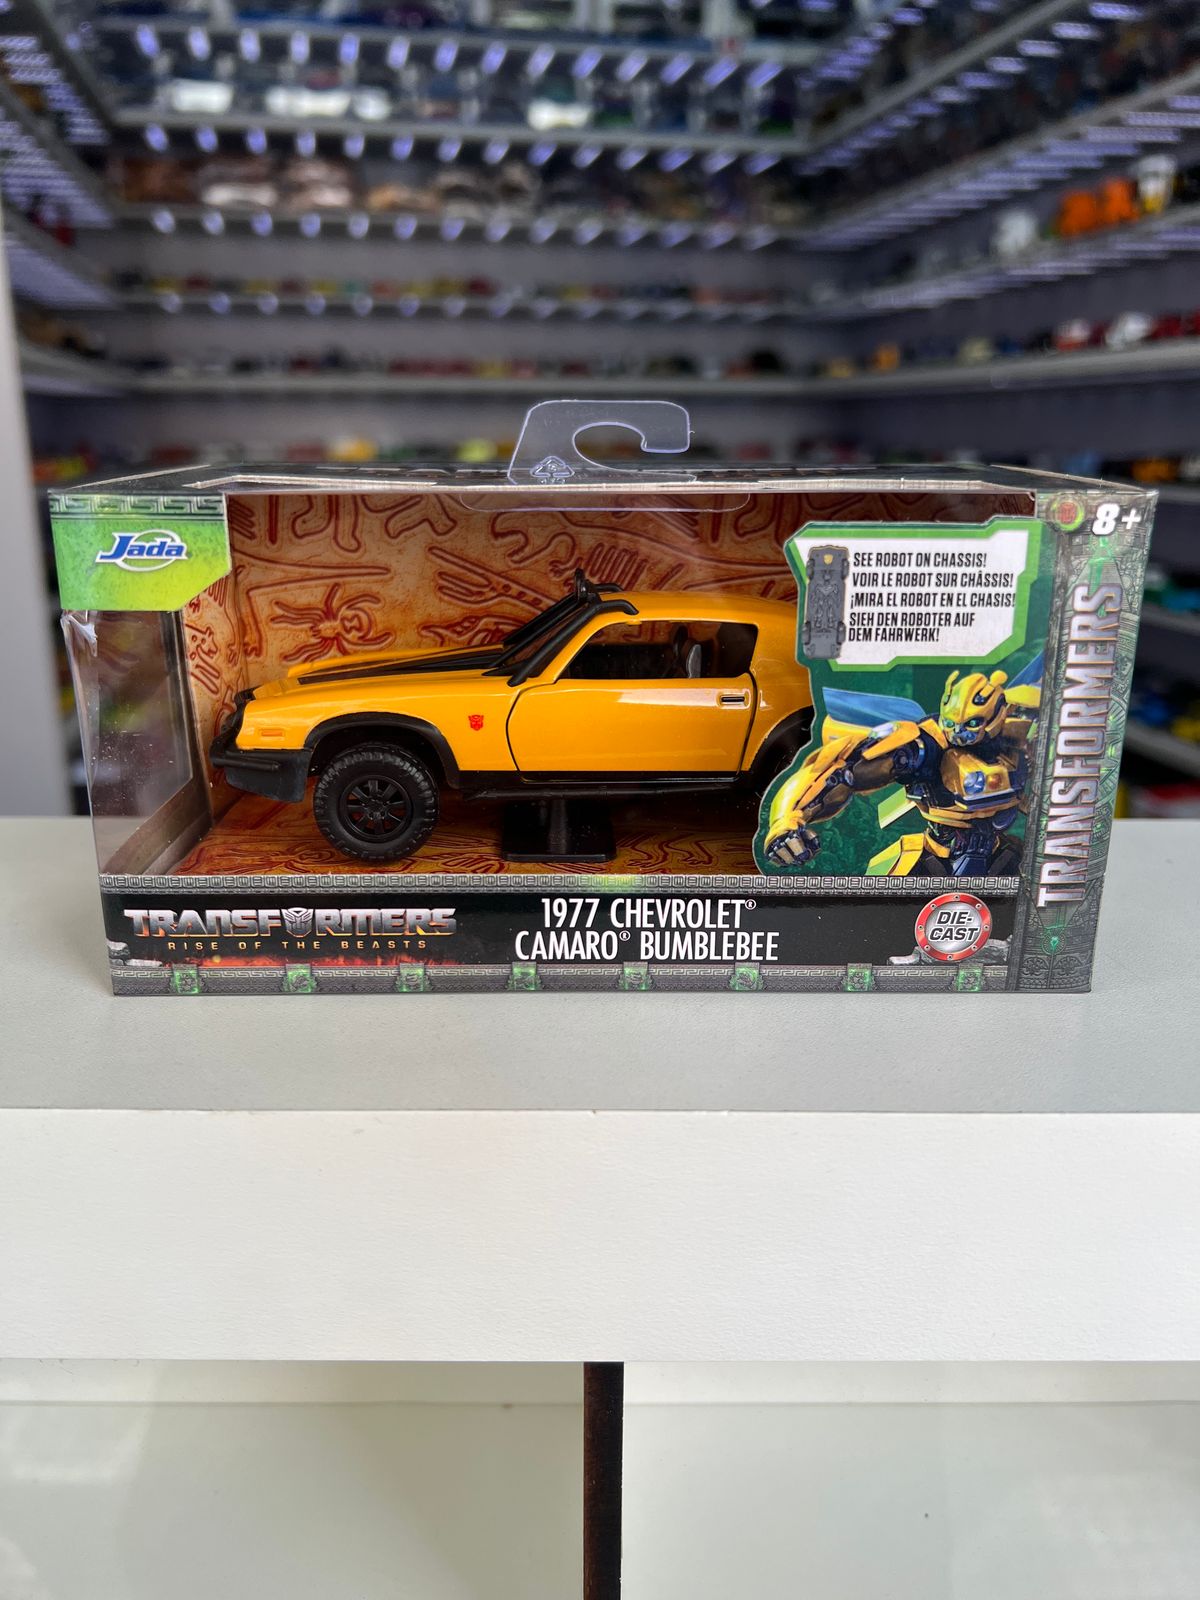 Jada
8+
SEE ROBOT ON CHASSIS!
VOIR LE ROBOT SUR CHÂSSIS!
¡MIRA EL ROBOT EN EL CHASIS!
SIEH DEN ROBOTER AUF
DEM FAHRWERK!
TRANSFORMERS
TRANSFORMERS
RISE OF THE BEASTS
1977 CHEVROLET®
CAMARO® BUMBLEBEE
DIE-
CAST